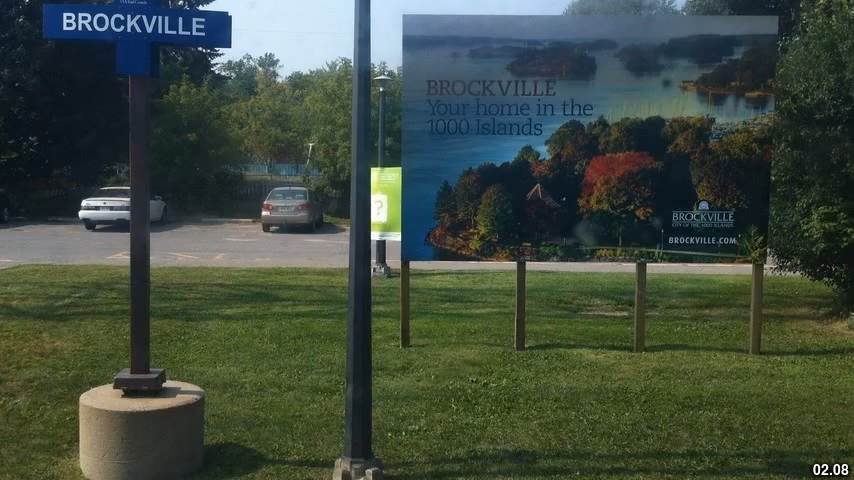 BROCKVILLE
BROCKVILLE
Your home in the
1000 Islands
?
BROCKVILLE
CITY OF THE 1000 ISLANDS
BROCKVILLE.COM
02.08